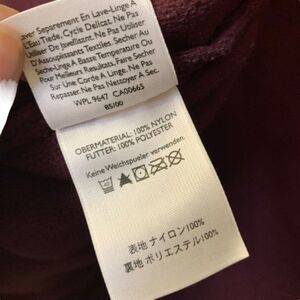 Laver Separement En Lave-Linge A
L'Eau Tiede. Cycle Delicat. Ne Pas
Utiliser De Javellisant. Ne Pas Utiliser
D'Assouplissants Textiles. Secher Au
Seche-Linge A Basse Temperature Ou
Pour Meilleurs Resultats, Faire Secher
Sur Une Corde A Linge. Ne Pas
Repasser. Ne Pas Nettoyer A Sec.
WPL 9647 CA00665
85100
OBERMATERIAL: 100% NYLON
FUTTER: 100% POLYESTER
Keine Weichspueler verwenden.
表地 ナイロン100%
裏地 ポリエステル100%